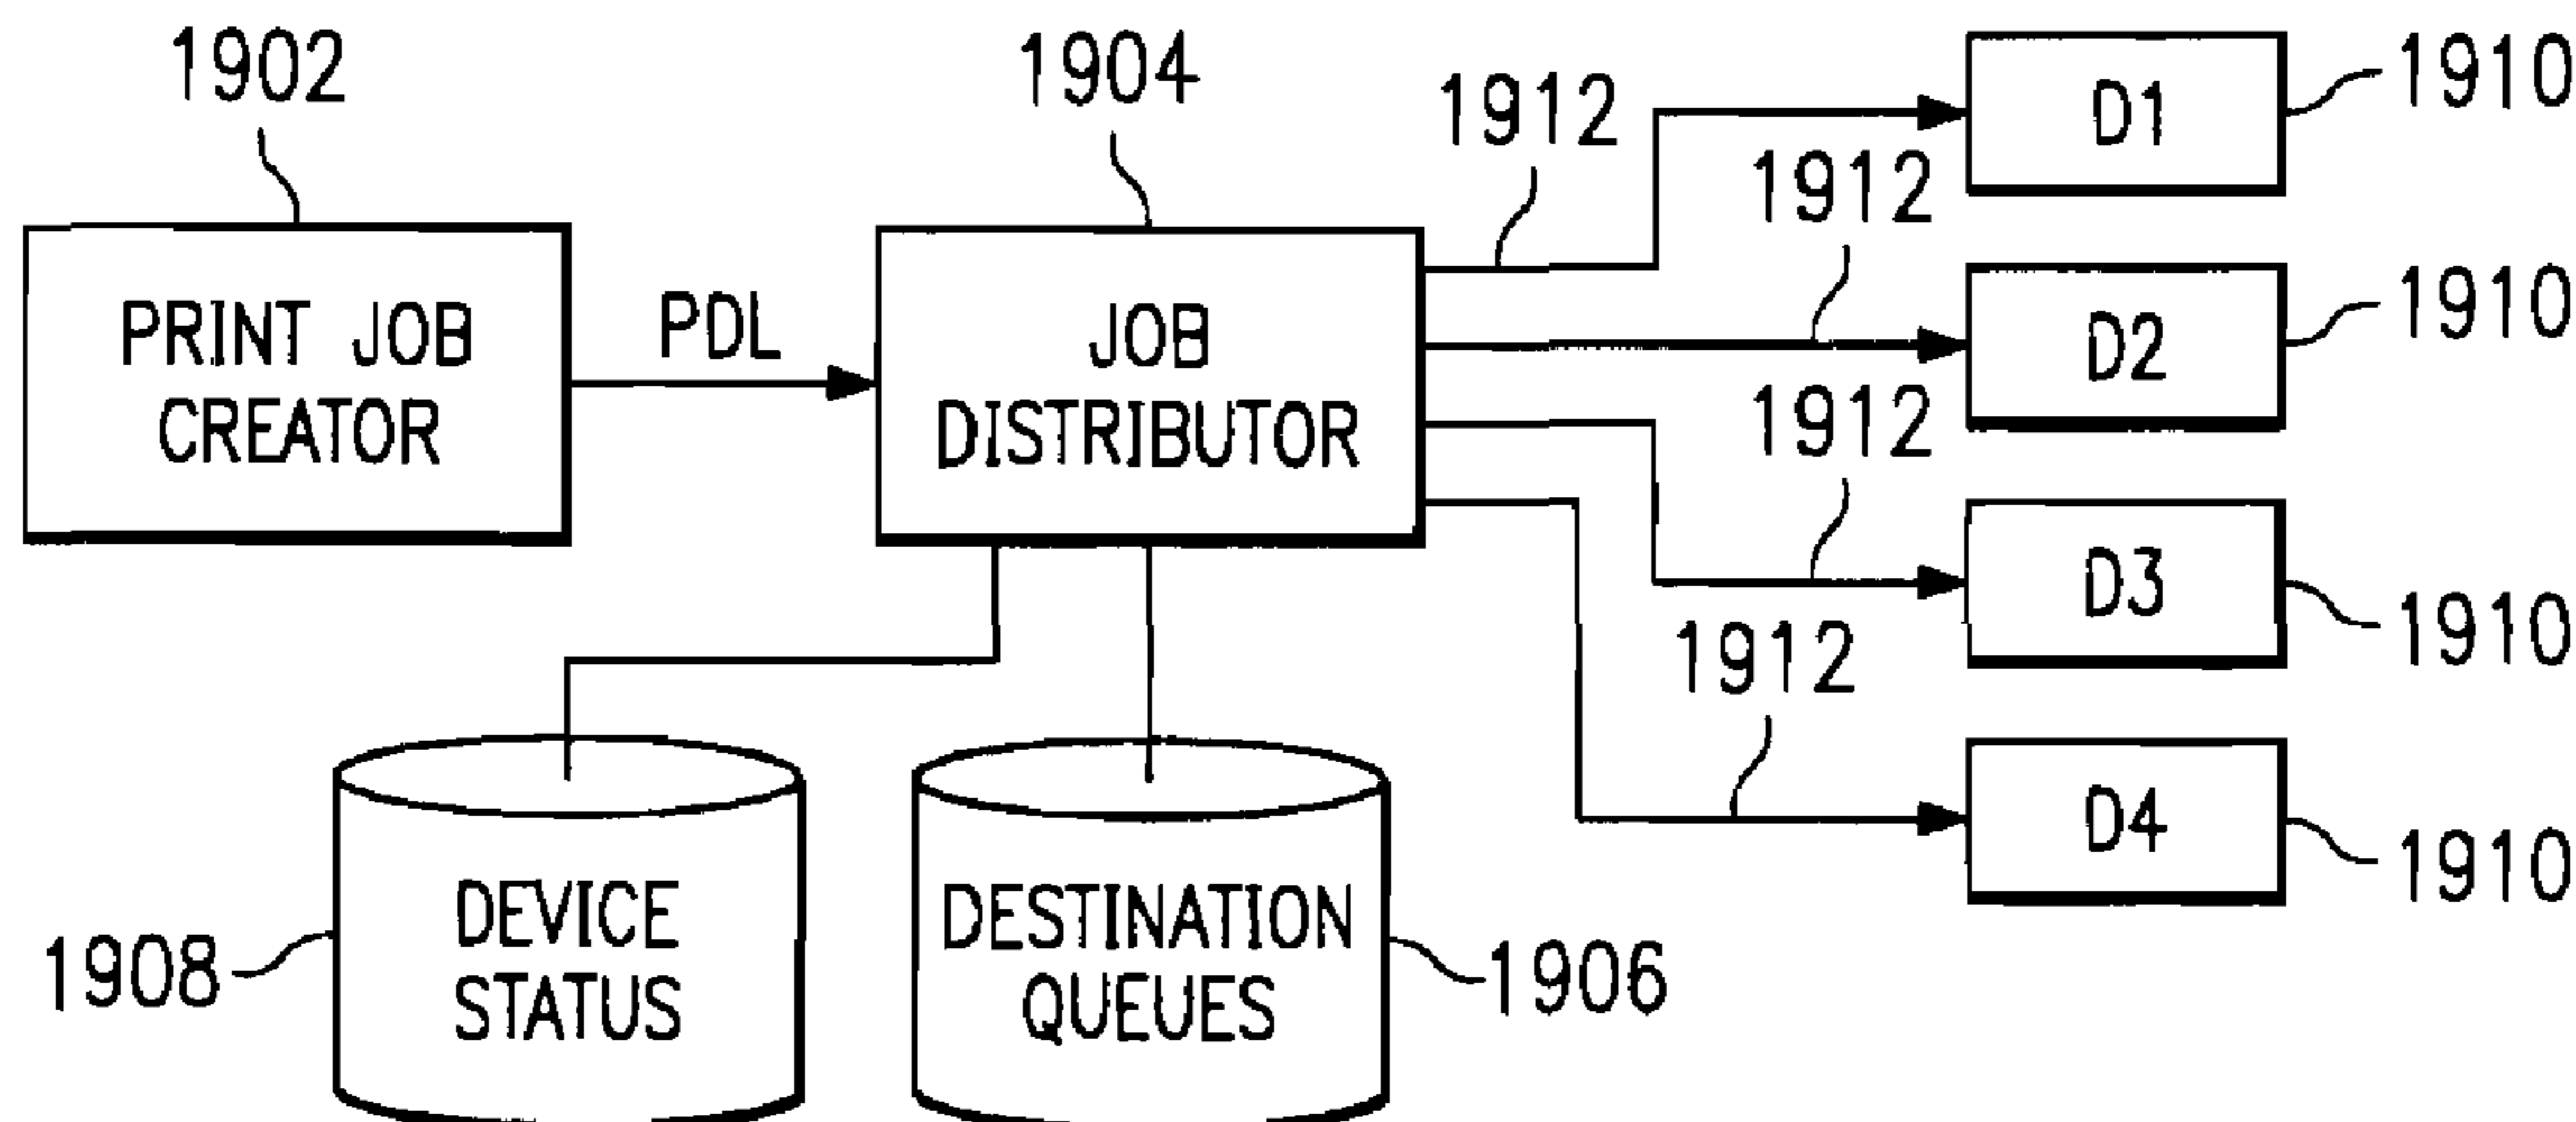 1902
1904
1912
D1
1910
1912
PRINT JOB
CREATOR
PDL
JOB
DISTRIBUTOR
D2
1910
1912
D3
1910
1912
D4
1910
1908
DEVICE
STATUS
DESTINATION
QUEUES
1906